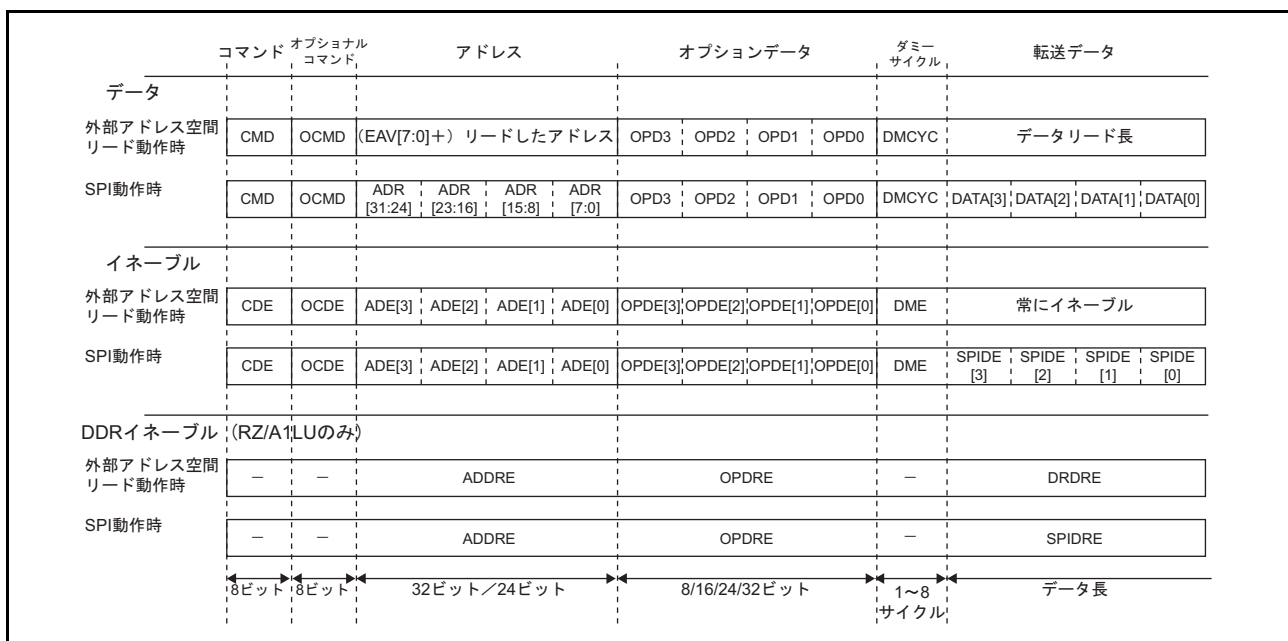 コマンド オプショナルコマンド アドレス オプションデータ ダミーサイクル 転送データ
データ
外部アドレス空間リード動作時 CMD OCMD (EAV[7:0]+) リードしたアドレス OPD3 OPD2 OPD1 OPD0 DMCYC データリード長
SPI動作時 CMD OCMD ADR[31:24] ADR[23:16] ADR[15:8] ADR[7:0] OPD3 OPD2 OPD1 OPD0 DMCYC DATA[3] DATA[2] DATA[1] DATA[0]
イネーブル
外部アドレス空間リード動作時 CDE OCDE ADE[3] ADE[2] ADE[1] ADE[0] OPDE[3] OPDE[2] OPDE[1] OPDE[0] DME 常にイネーブル
SPI動作時 CDE OCDE ADE[3] ADE[2] ADE[1] ADE[0] OPDE[3] OPDE[2] OPDE[1] OPDE[0] DME SPIDE[3] SPIDE[2] SPIDE[1] SPIDE[0]
DDRイネーブル (RZ/A1LUのみ)
外部アドレス空間リード動作時 － － ADDRE OPDRE － DRDRE
SPI動作時 － － ADDRE OPDRE － SPIDRE
8ビット 8ビット 32ビット／24ビット 8/16/24/32ビット 1～8サイクル データ長